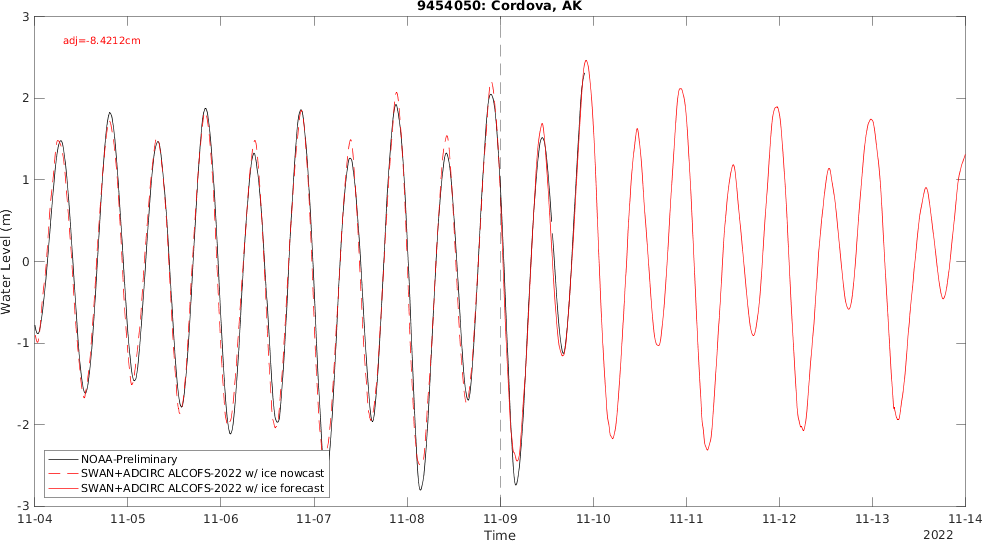 9454050: Cordova, AK
adj=-8.4212cm
3
2
1
0
-1
-2
-3
Water Level (m)
NOAA-Preliminary
SWAN+ADCIRC ALCOFS-2022 w/ ice nowcast
SWAN+ADCIRC ALCOFS-2022 w/ ice forecast
11-04 11-05 11-06 11-07 11-08 11-09 11-10 11-11 11-12 11-13 11-14
Time
2022